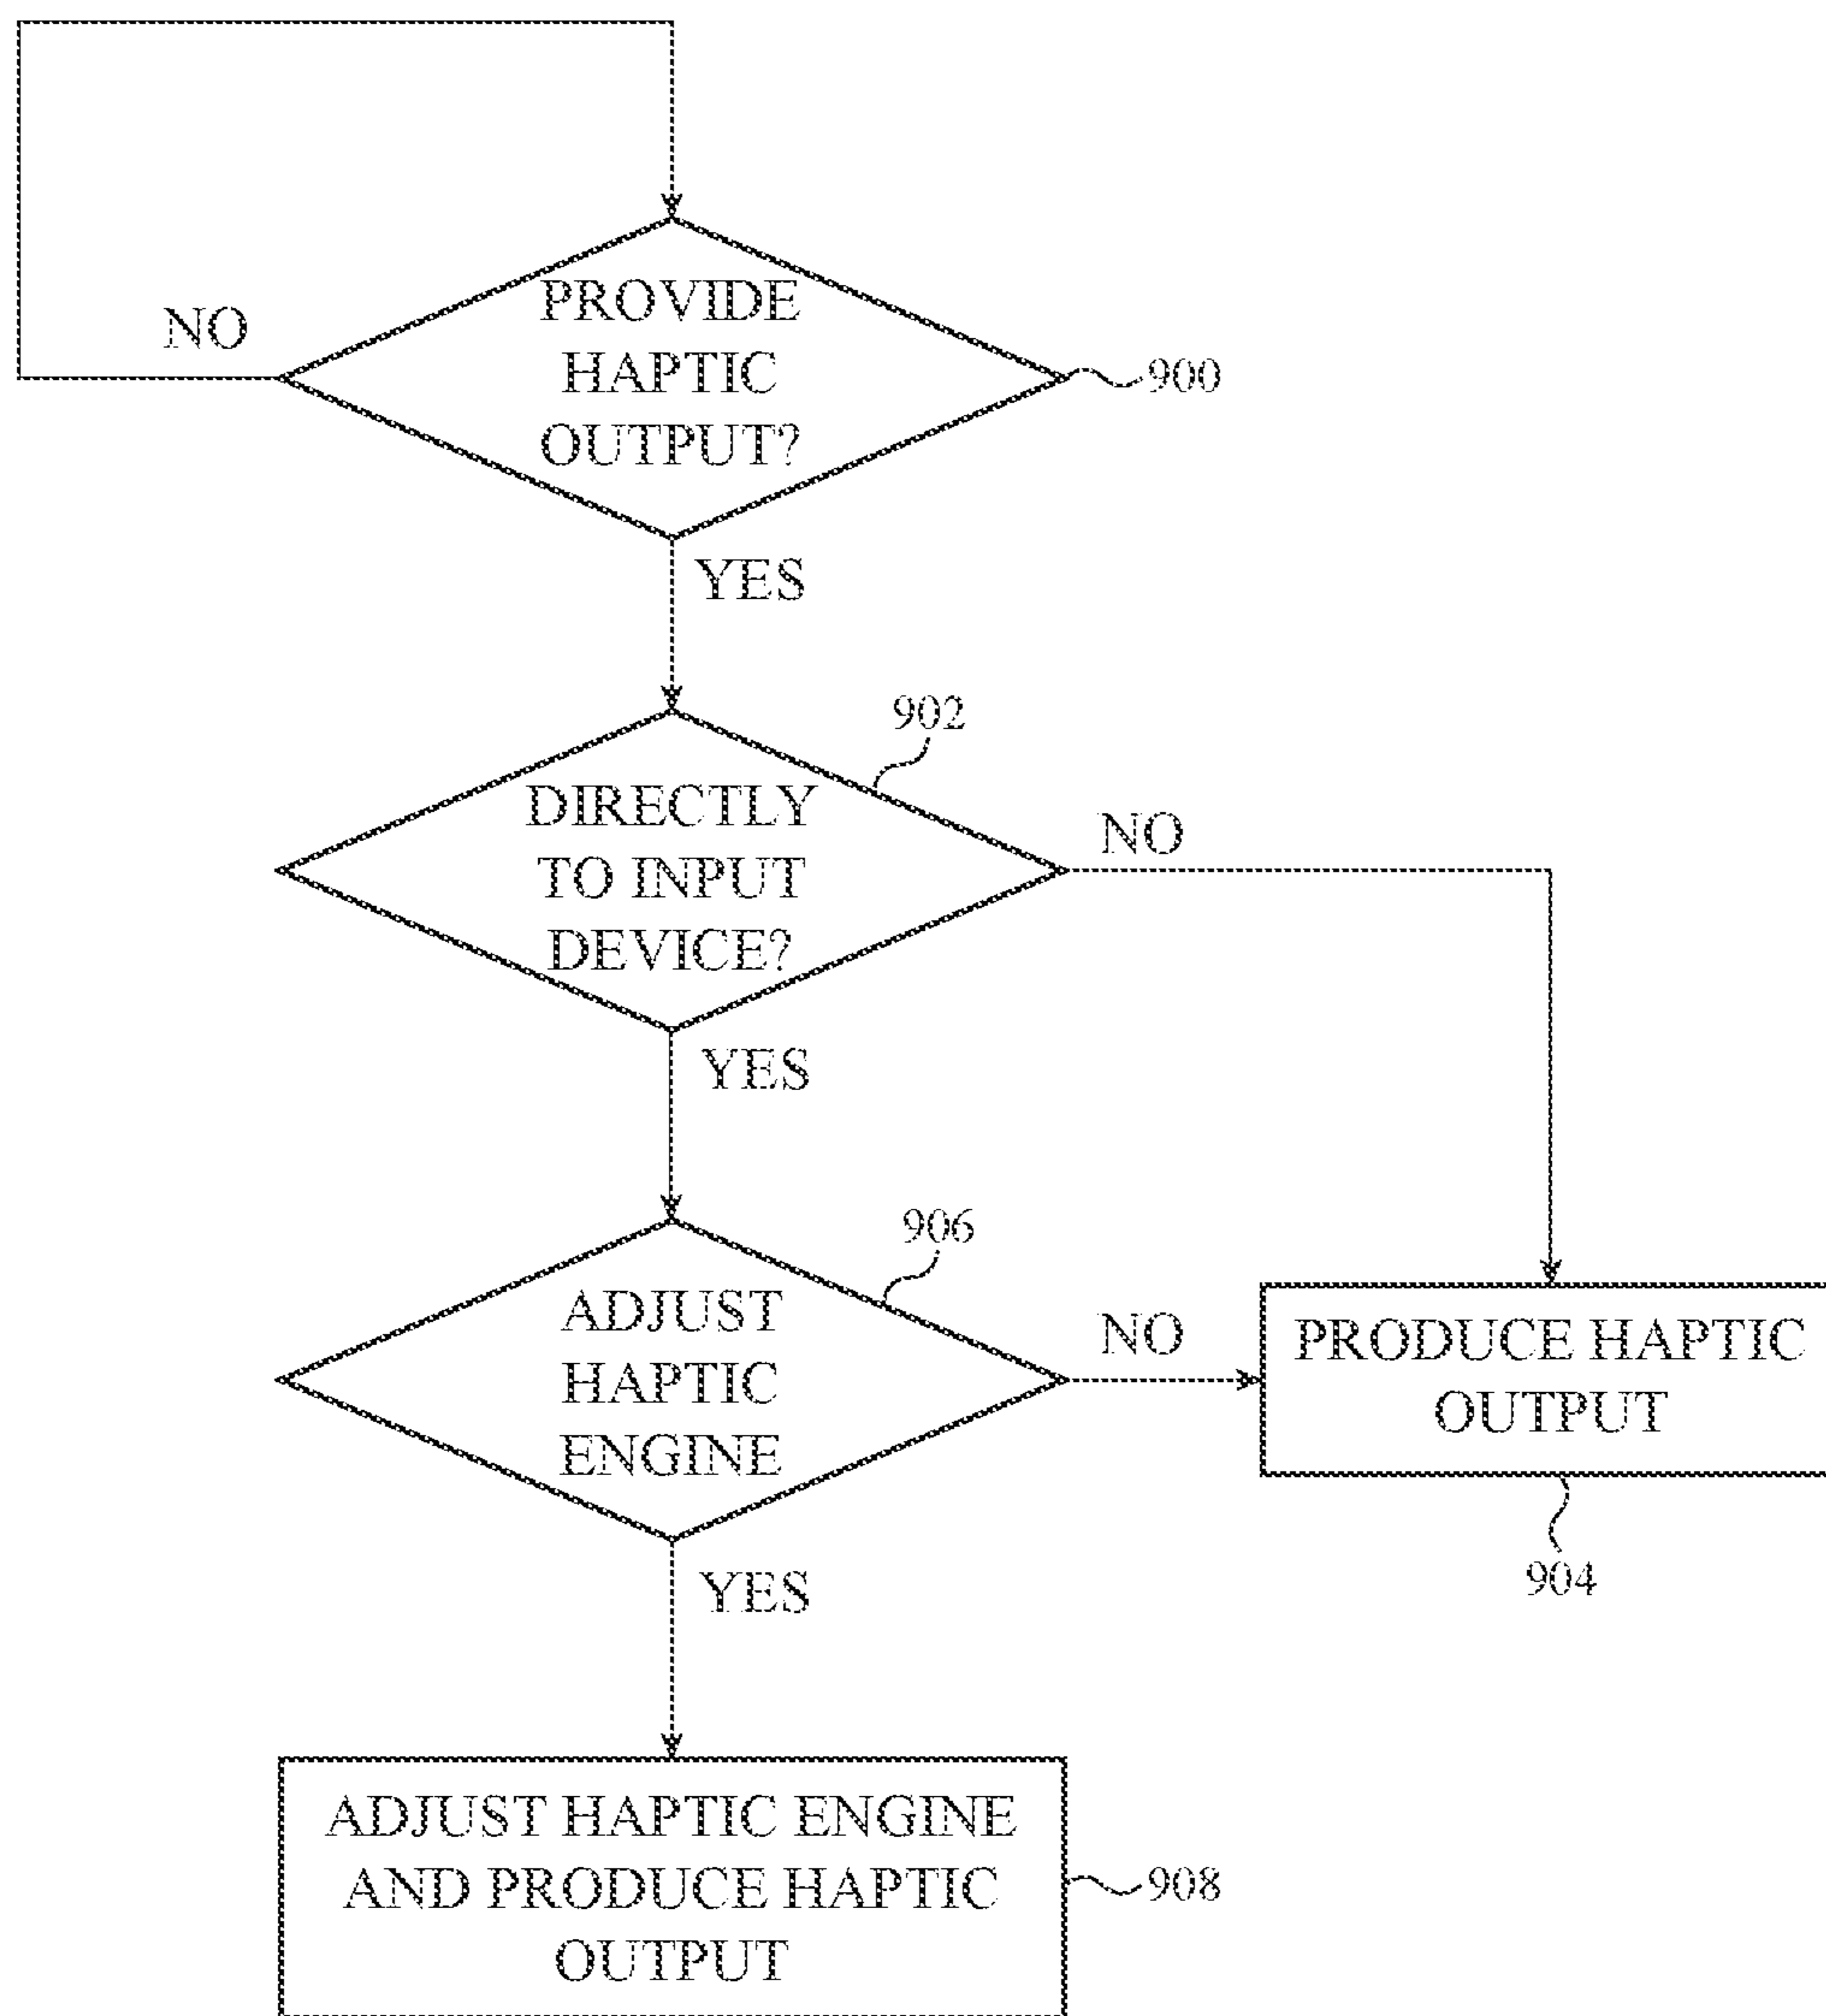 PROVIDE
HAPTIC
OUTPUT?
NO
900
YES
902
DIRECTLY
TO INPUT
DEVICE?
NO
YES
906
ADJUST
HAPTIC
ENGINE
NO
PRODUCE HAPTIC
OUTPUT
904
YES
ADJUST HAPTIC ENGINE
AND PRODUCE HAPTIC
OUTPUT
908